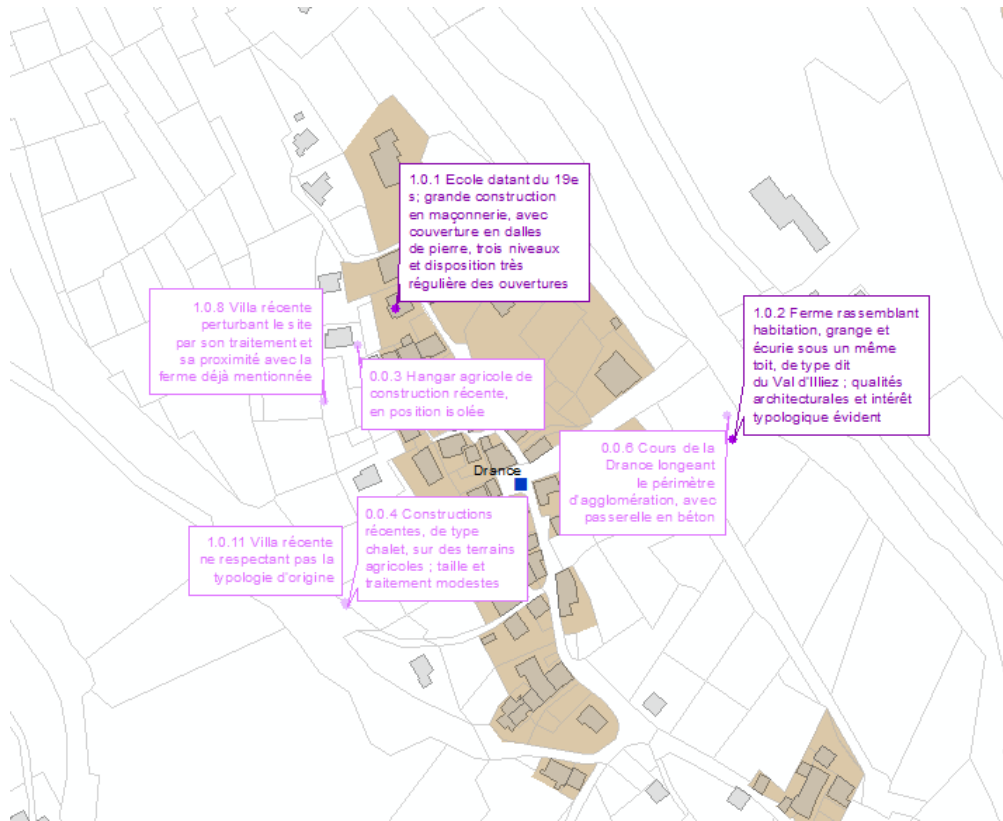 1.0.1 Ecole datant du 19e
s; grande construction
en maçonnerie, avec
couverture en dalles
de pierre, trois niveaux
et disposition très
régulière des ouvertures
1.0.8 Villa récente
perturbant le site
par son traitement et
sa proximité avec la
ferme déjà mentionnée
1.0.2 Ferme rassemblant
habitation, grange et
écurie sous un même
toit, de type dit
du Val d'Illiez ; qualités
architecturales et intérêt
typologique évident
0.0.3 Hangar agricole de
construction récente,
en position isolée
0.0.6 Cours de la
Drance longeant
le périmètre
d'agglomération, avec
passerelle en béton
Drance
0.0.4 Constructions
récentes, de type
chalet, sur des terrains
agricoles ; taille et
traitement modestes
1.0.11 Villa récente
ne respectant pas la
typologie d'origine